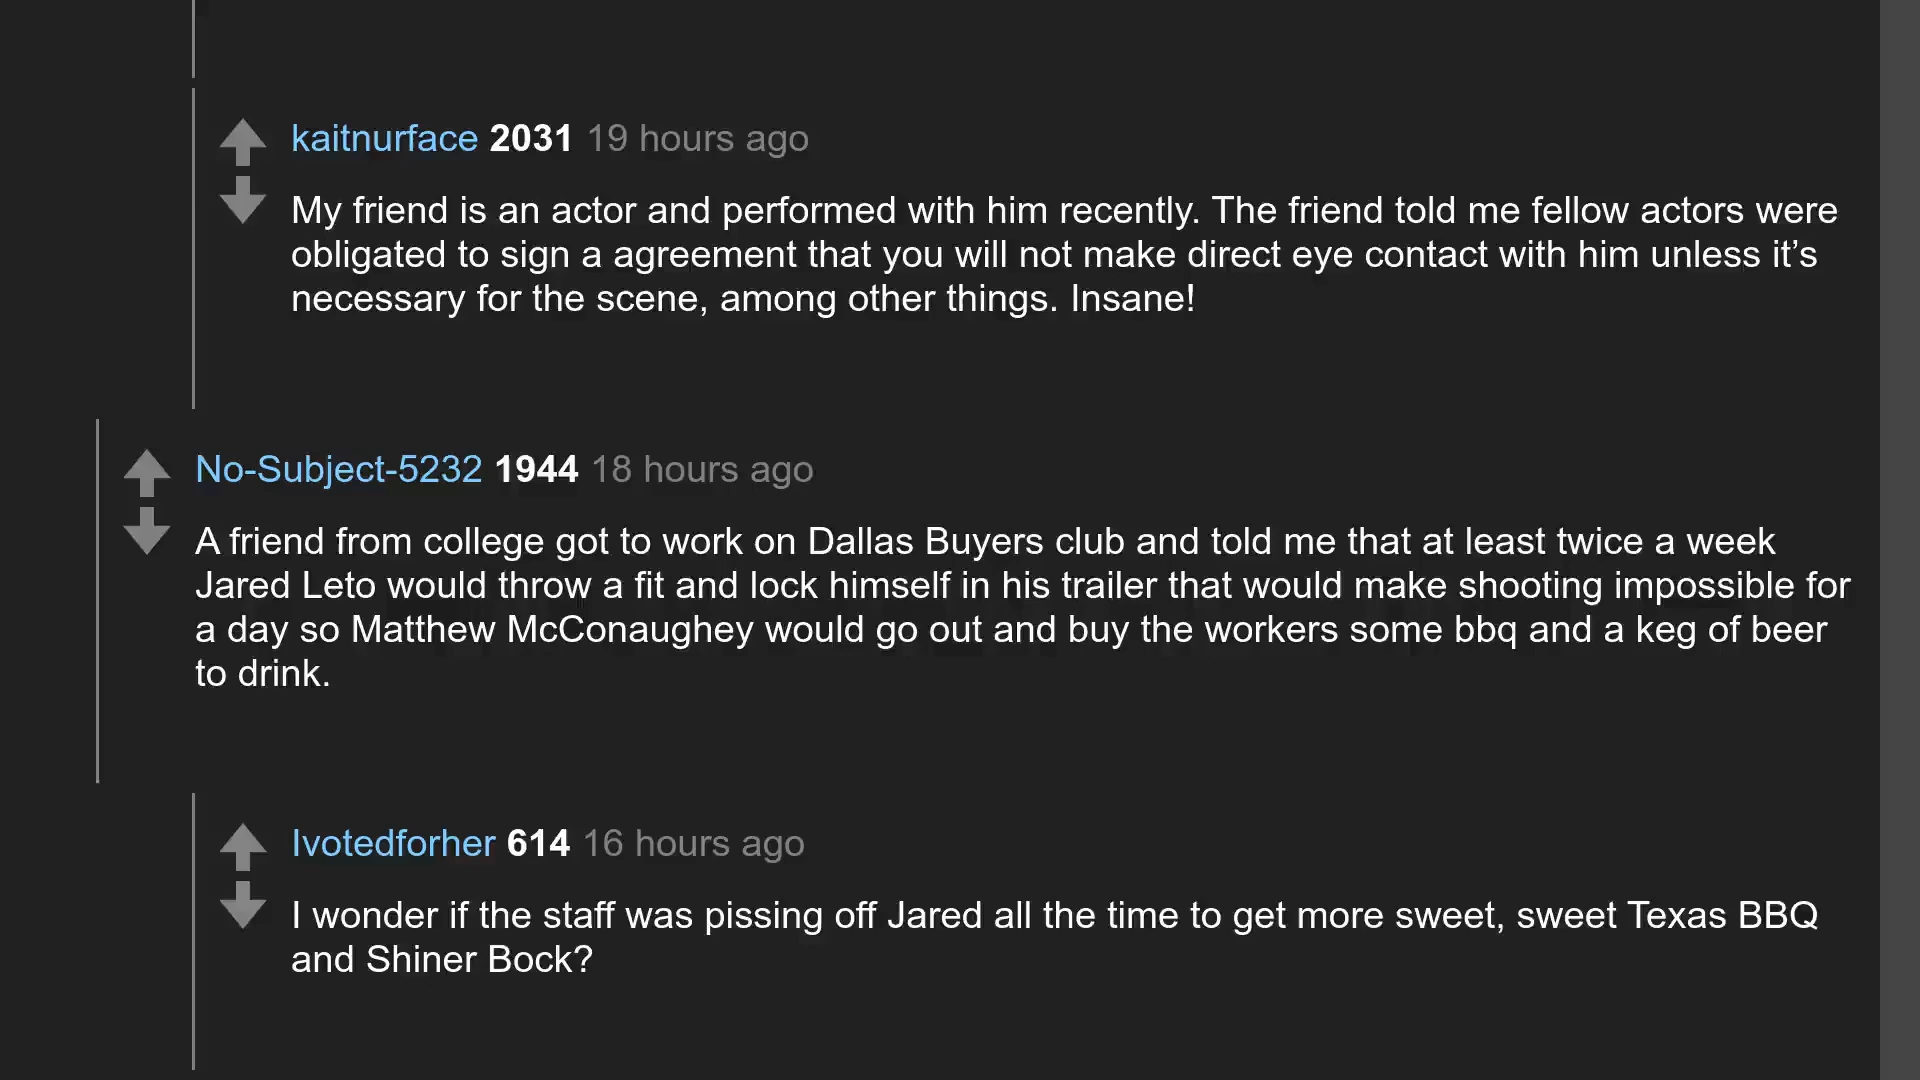 kaitnurface 2031 19 hours ago
My friend is an actor and performed with him recently. The friend told me fellow actors were
obligated to sign a agreement that you will not make direct eye contact with him unless it’s
necessary for the scene, among other things. Insane!
No-Subject-5232 1944 18 hours ago
A friend from college got to work on Dallas Buyers club and told me that at least twice a week
Jared Leto would throw a fit and lock himself in his trailer that would make shooting impossible for
a day so Matthew McConaughey would go out and buy the workers some bbq and a keg of beer
to drink.
Ivotedforher 614 16 hours ago
I wonder if the staff was pissing off Jared all the time to get more sweet, sweet Texas BBQ
and Shiner Bock?